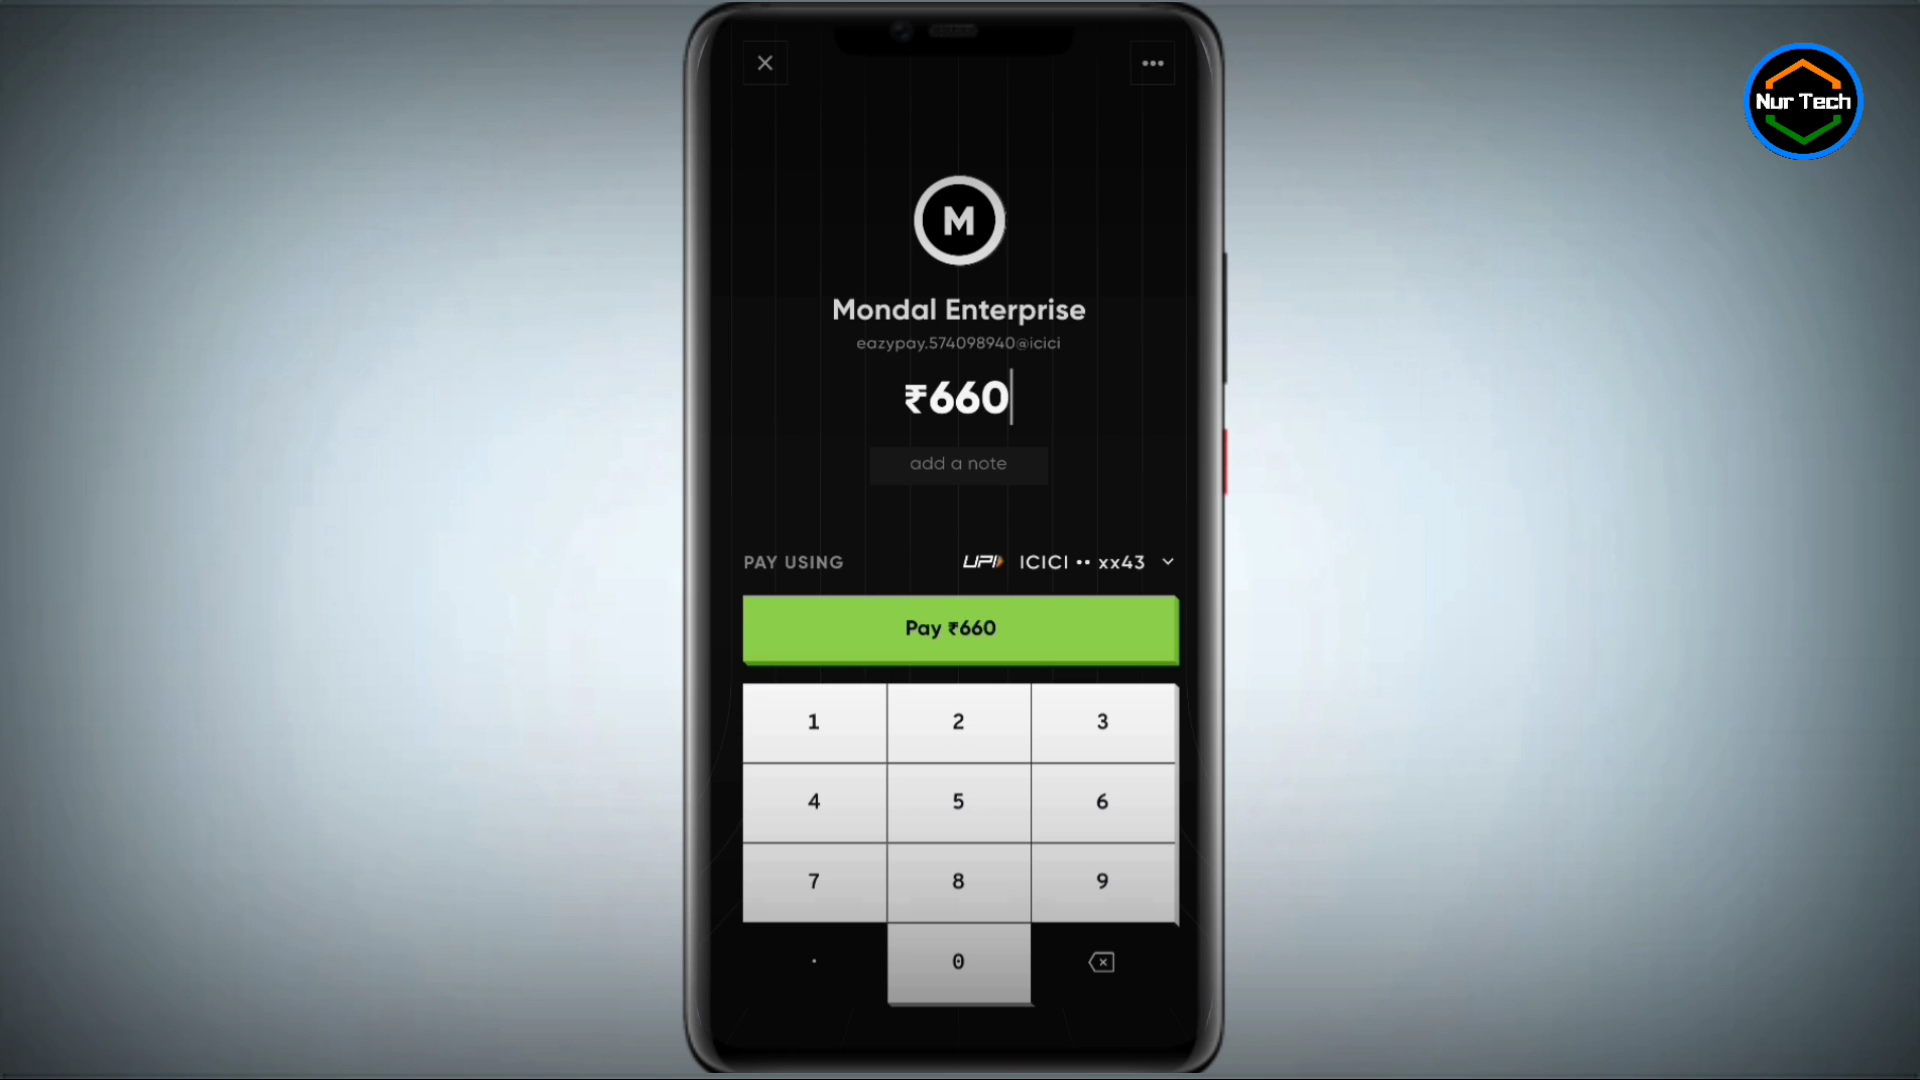 Nur Tech
M
Mondal Enterprise
eazypay.574098940@icici
₹660
add a note
PAY USING UPI ICICI •• xx43
Pay ₹660
1 2 3
4 5 6
7 8 9
. 0